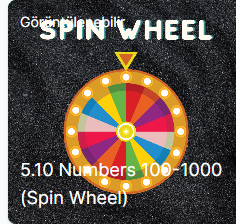 Görüntülenebilir
SPIN WHEEL
5.10 Numbers 100-1000
(Spin Wheel)